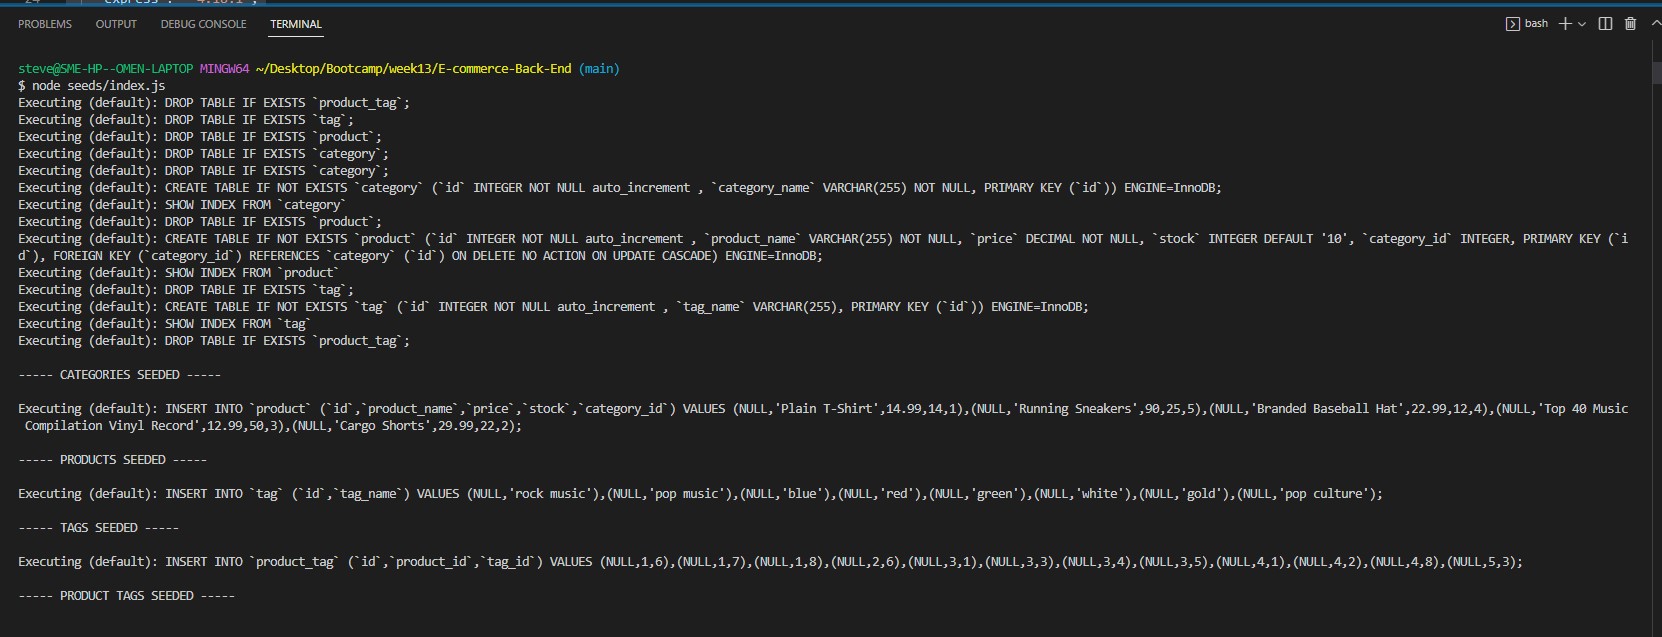 24 "express": "^4.18.1",
PROBLEMS OUTPUT DEBUG CONSOLE TERMINAL bash
steve@SME-HP--OMEN-LAPTOP MINGW64 ~/Desktop/Bootcamp/week13/E-commerce-Back-End (main)
$ node seeds/index.js
Executing (default): DROP TABLE IF EXISTS `product_tag`;
Executing (default): DROP TABLE IF EXISTS `tag`;
Executing (default): DROP TABLE IF EXISTS `product`;
Executing (default): DROP TABLE IF EXISTS `category`;
Executing (default): DROP TABLE IF EXISTS `category`;
Executing (default): CREATE TABLE IF NOT EXISTS `category` (`id` INTEGER NOT NULL auto_increment , `category_name` VARCHAR(255) NOT NULL, PRIMARY KEY (`id`)) ENGINE=InnoDB;
Executing (default): SHOW INDEX FROM `category`
Executing (default): DROP TABLE IF EXISTS `product`;
Executing (default): CREATE TABLE IF NOT EXISTS `product` (`id` INTEGER NOT NULL auto_increment , `product_name` VARCHAR(255) NOT NULL, `price` DECIMAL NOT NULL, `stock` INTEGER DEFAULT '10', `category_id` INTEGER, PRIMARY KEY (`i
d`), FOREIGN KEY (`category_id`) REFERENCES `category` (`id`) ON DELETE NO ACTION ON UPDATE CASCADE) ENGINE=InnoDB;
Executing (default): SHOW INDEX FROM `product`
Executing (default): DROP TABLE IF EXISTS `tag`;
Executing (default): CREATE TABLE IF NOT EXISTS `tag` (`id` INTEGER NOT NULL auto_increment , `tag_name` VARCHAR(255), PRIMARY KEY (`id`)) ENGINE=InnoDB;
Executing (default): SHOW INDEX FROM `tag`
Executing (default): DROP TABLE IF EXISTS `product_tag`;
----- CATEGORIES SEEDED -----
Executing (default): INSERT INTO `product` (`id`,`product_name`,`price`,`stock`,`category_id`) VALUES (NULL,'Plain T-Shirt',14.99,14,1),(NULL,'Running Sneakers',90,25,5),(NULL,'Branded Baseball Hat',22.99,12,4),(NULL,'Top 40 Music
Compilation Vinyl Record',12.99,50,3),(NULL,'Cargo Shorts',29.99,22,2);
----- PRODUCTS SEEDED -----
Executing (default): INSERT INTO `tag` (`id`,`tag_name`) VALUES (NULL,'rock music'),(NULL,'pop music'),(NULL,'blue'),(NULL,'red'),(NULL,'green'),(NULL,'white'),(NULL,'gold'),(NULL,'pop culture');
----- TAGS SEEDED -----
Executing (default): INSERT INTO `product_tag` (`id`,`product_id`,`tag_id`) VALUES (NULL,1,6),(NULL,1,7),(NULL,1,8),(NULL,2,6),(NULL,3,1),(NULL,3,3),(NULL,3,4),(NULL,3,5),(NULL,4,1),(NULL,4,2),(NULL,4,8),(NULL,5,3);
----- PRODUCT TAGS SEEDED -----